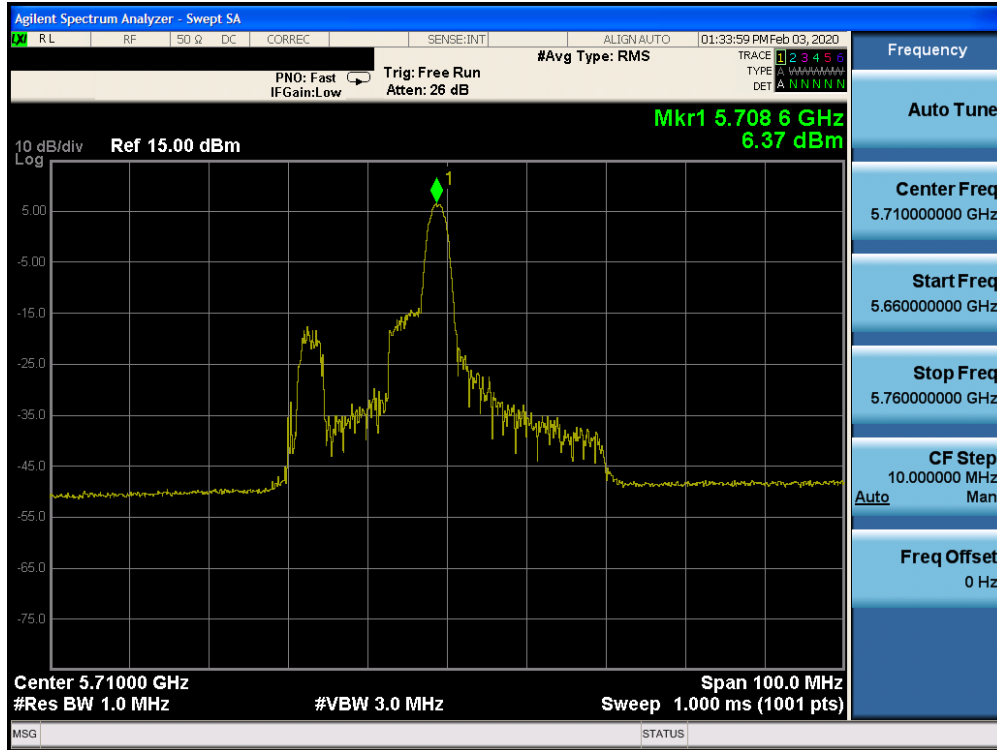 Agilent Spectrum Analyzer - Swept SA
LXI RL RF 50 Ω DC CORREC SENSE:INT ALIGN AUTO 01:33:59 PM Feb 03, 2020
PNO: Fast
IFGain:Low
Trig: Free Run
Atten: 26 dB
#Avg Type: RMS
TRACE 1 2 3 4 5 6
TYPE A WWWWW
DET A N N N N N
Mkr1 5.708 6 GHz
6.37 dBm
10 dB/div Ref 15.00 dBm
Log
1
5.00
-5.00
-15.0
-25.0
-35.0
-45.0
-55.0
-65.0
-75.0
Center 5.71000 GHz Span 100.0 MHz
#Res BW 1.0 MHz #VBW 3.0 MHz Sweep 1.000 ms (1001 pts)
MSG STATUS
Frequency
Auto Tune
Center Freq
5.710000000 GHz
Start Freq
5.660000000 GHz
Stop Freq
5.760000000 GHz
CF Step
10.000000 MHz
Auto Man
Freq Offset
0 Hz